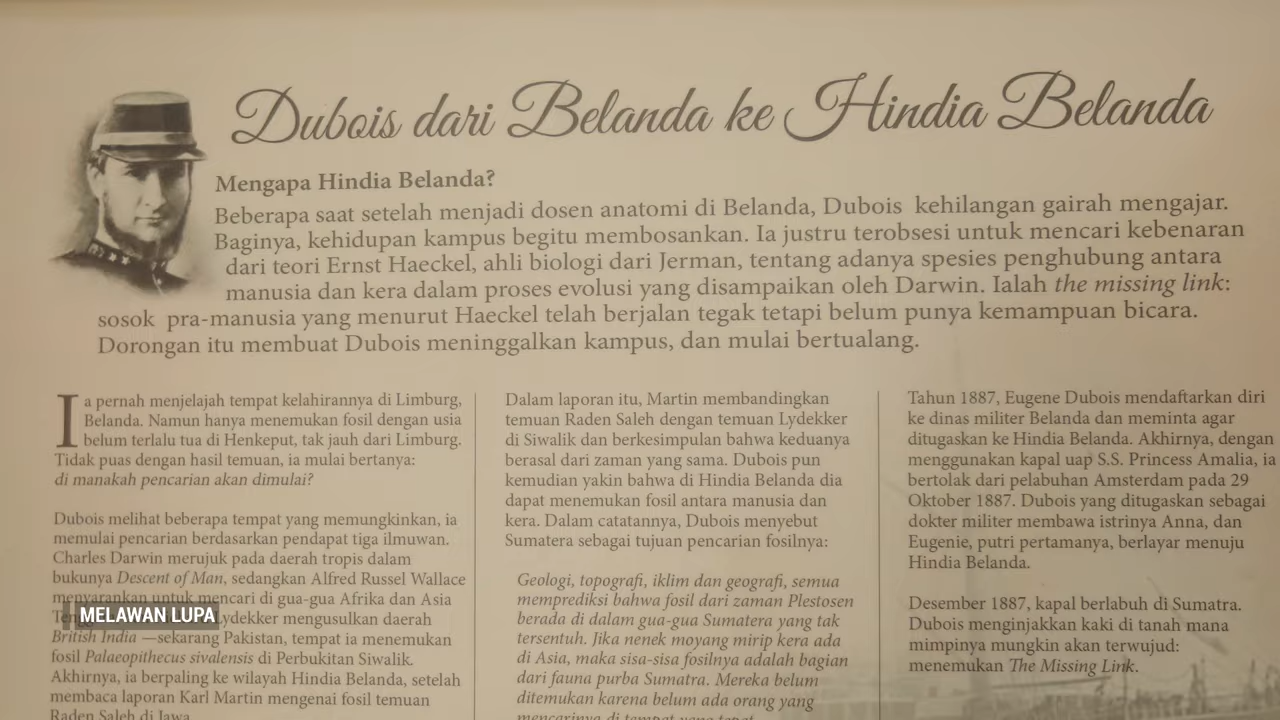 Dubois dari Belanda ke Hindia Belanda
Mengapa Hindia Belanda?
Beberapa saat setelah menjadi dosen anatomi di Belanda, Dubois kehilangan gairah mengajar.
Baginya, kehidupan kampus begitu membosankan. Ia justru terobsesi untuk mencari kebenaran
dari teori Ernst Haeckel, ahli biologi dari Jerman, tentang adanya spesies penghubung antara
manusia dan kera dalam proses evolusi yang disampaikan oleh Darwin. Ialah the missing link:
sosok pra-manusia yang menurut Haeckel telah berjalan tegak tetapi belum punya kemampuan bicara.
Dorongan itu membuat Dubois meninggalkan kampus, dan mulai bertualang.
Ia pernah menjelajah tempat kelahirannya di Limburg,
Belanda. Namun hanya menemukan fosil dengan usia
belum terlalu tua di Henkeput, tak jauh dari Limburg.
Tidak puas dengan hasil temuan, ia mulai bertanya:
di manakah pencarian akan dimulai?
Dubois melihat beberapa tempat yang memungkinkan, ia
memulai pencarian berdasarkan pendapat tiga ilmuwan.
Charles Darwin merujuk pada daerah tropis dalam
bukunya Descent of Man, sedangkan Alfred Russel Wallace
menyarankan untuk mencari di gua-gua Afrika dan Asia
Lydekker mengusulkan daerah
British India —sekarang Pakistan, tempat ia menemukan
fosil Palaeopithecus sivalensis di Perbukitan Siwalik.
Akhirnya, ia berpaling ke wilayah Hindia Belanda, setelah
membaca laporan Karl Martin mengenai fosil temuan
Raden Saleh di Jawa.
Dalam laporan itu, Martin membandingkan
temuan Raden Saleh dengan temuan Lydekker
di Siwalik dan berkesimpulan bahwa keduanya
berasal dari zaman yang sama. Dubois pun
kemudian yakin bahwa di Hindia Belanda dia
dapat menemukan fosil antara manusia dan
kera. Dalam catatannya, Dubois menyebut
Sumatera sebagai tujuan pencarian fosilnya:
Geologi, topografi, iklim dan geografi, semua
memprediksi bahwa fosil dari zaman Plestosen
berada di dalam gua-gua Sumatera yang tak
tersentuh. Jika nenek moyang mirip kera ada
di Asia, maka sisa-sisa fosilnya adalah bagian
dari fauna purba Sumatra. Mereka belum
ditemukan karena belum ada orang yang
mencarinya di tempat yang tepat.
Tahun 1887, Eugene Dubois mendaftarkan diri
ke dinas militer Belanda dan meminta agar
ditugaskan ke Hindia Belanda. Akhirnya, dengan
menggunakan kapal uap S.S. Princess Amalia, ia
bertolak dari pelabuhan Amsterdam pada 29
Oktober 1887. Dubois yang ditugaskan sebagai
dokter militer membawa istrinya Anna, dan
Eugenie, putri pertamanya, berlayar menuju
Hindia Belanda.
Desember 1887, kapal berlabuh di Sumatra.
Dubois menginjakkan kaki di tanah mana
mimpinya mungkin akan terwujud:
menemukan The Missing Link.
MELAWAN LUPA